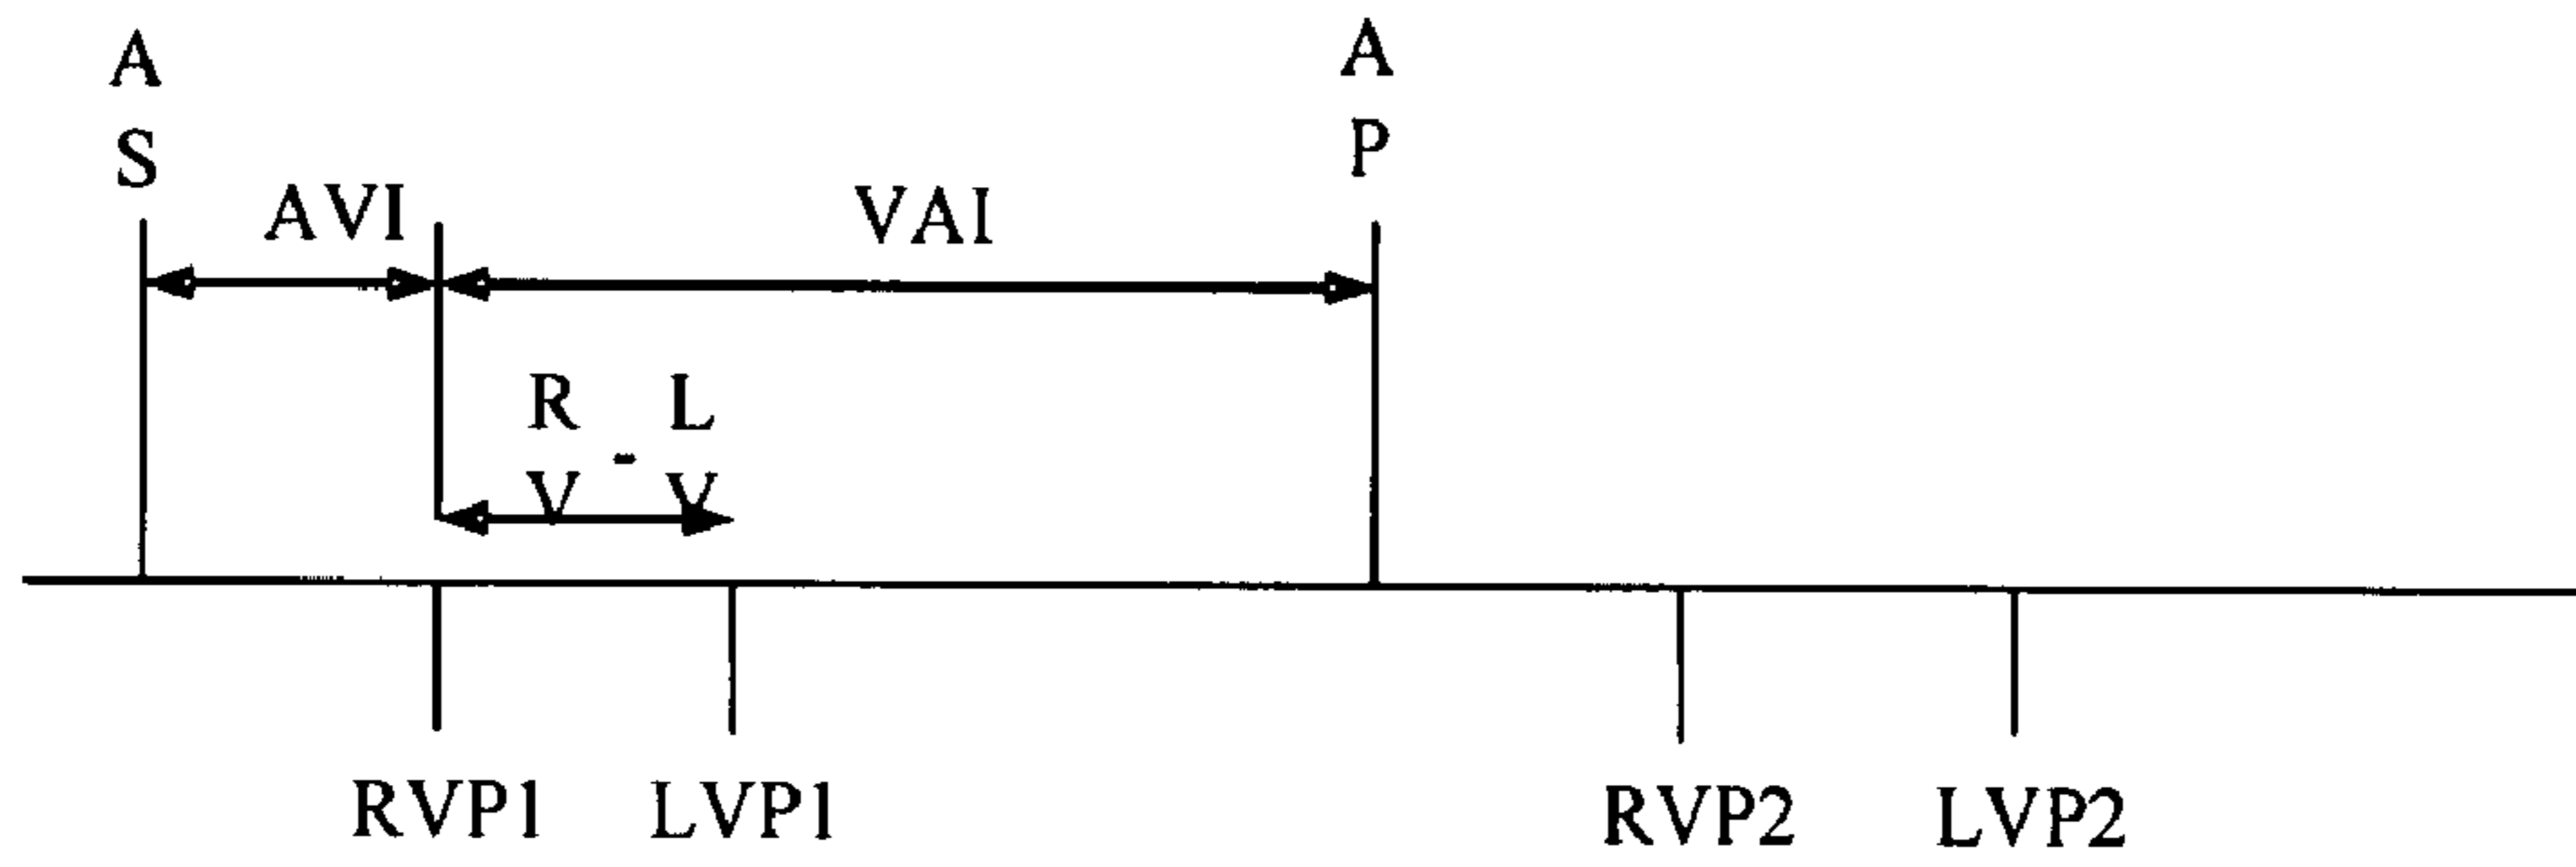 A A
S P
AVI VAI
R - L
V V
RVP1 LVP1 RVP2 LVP2